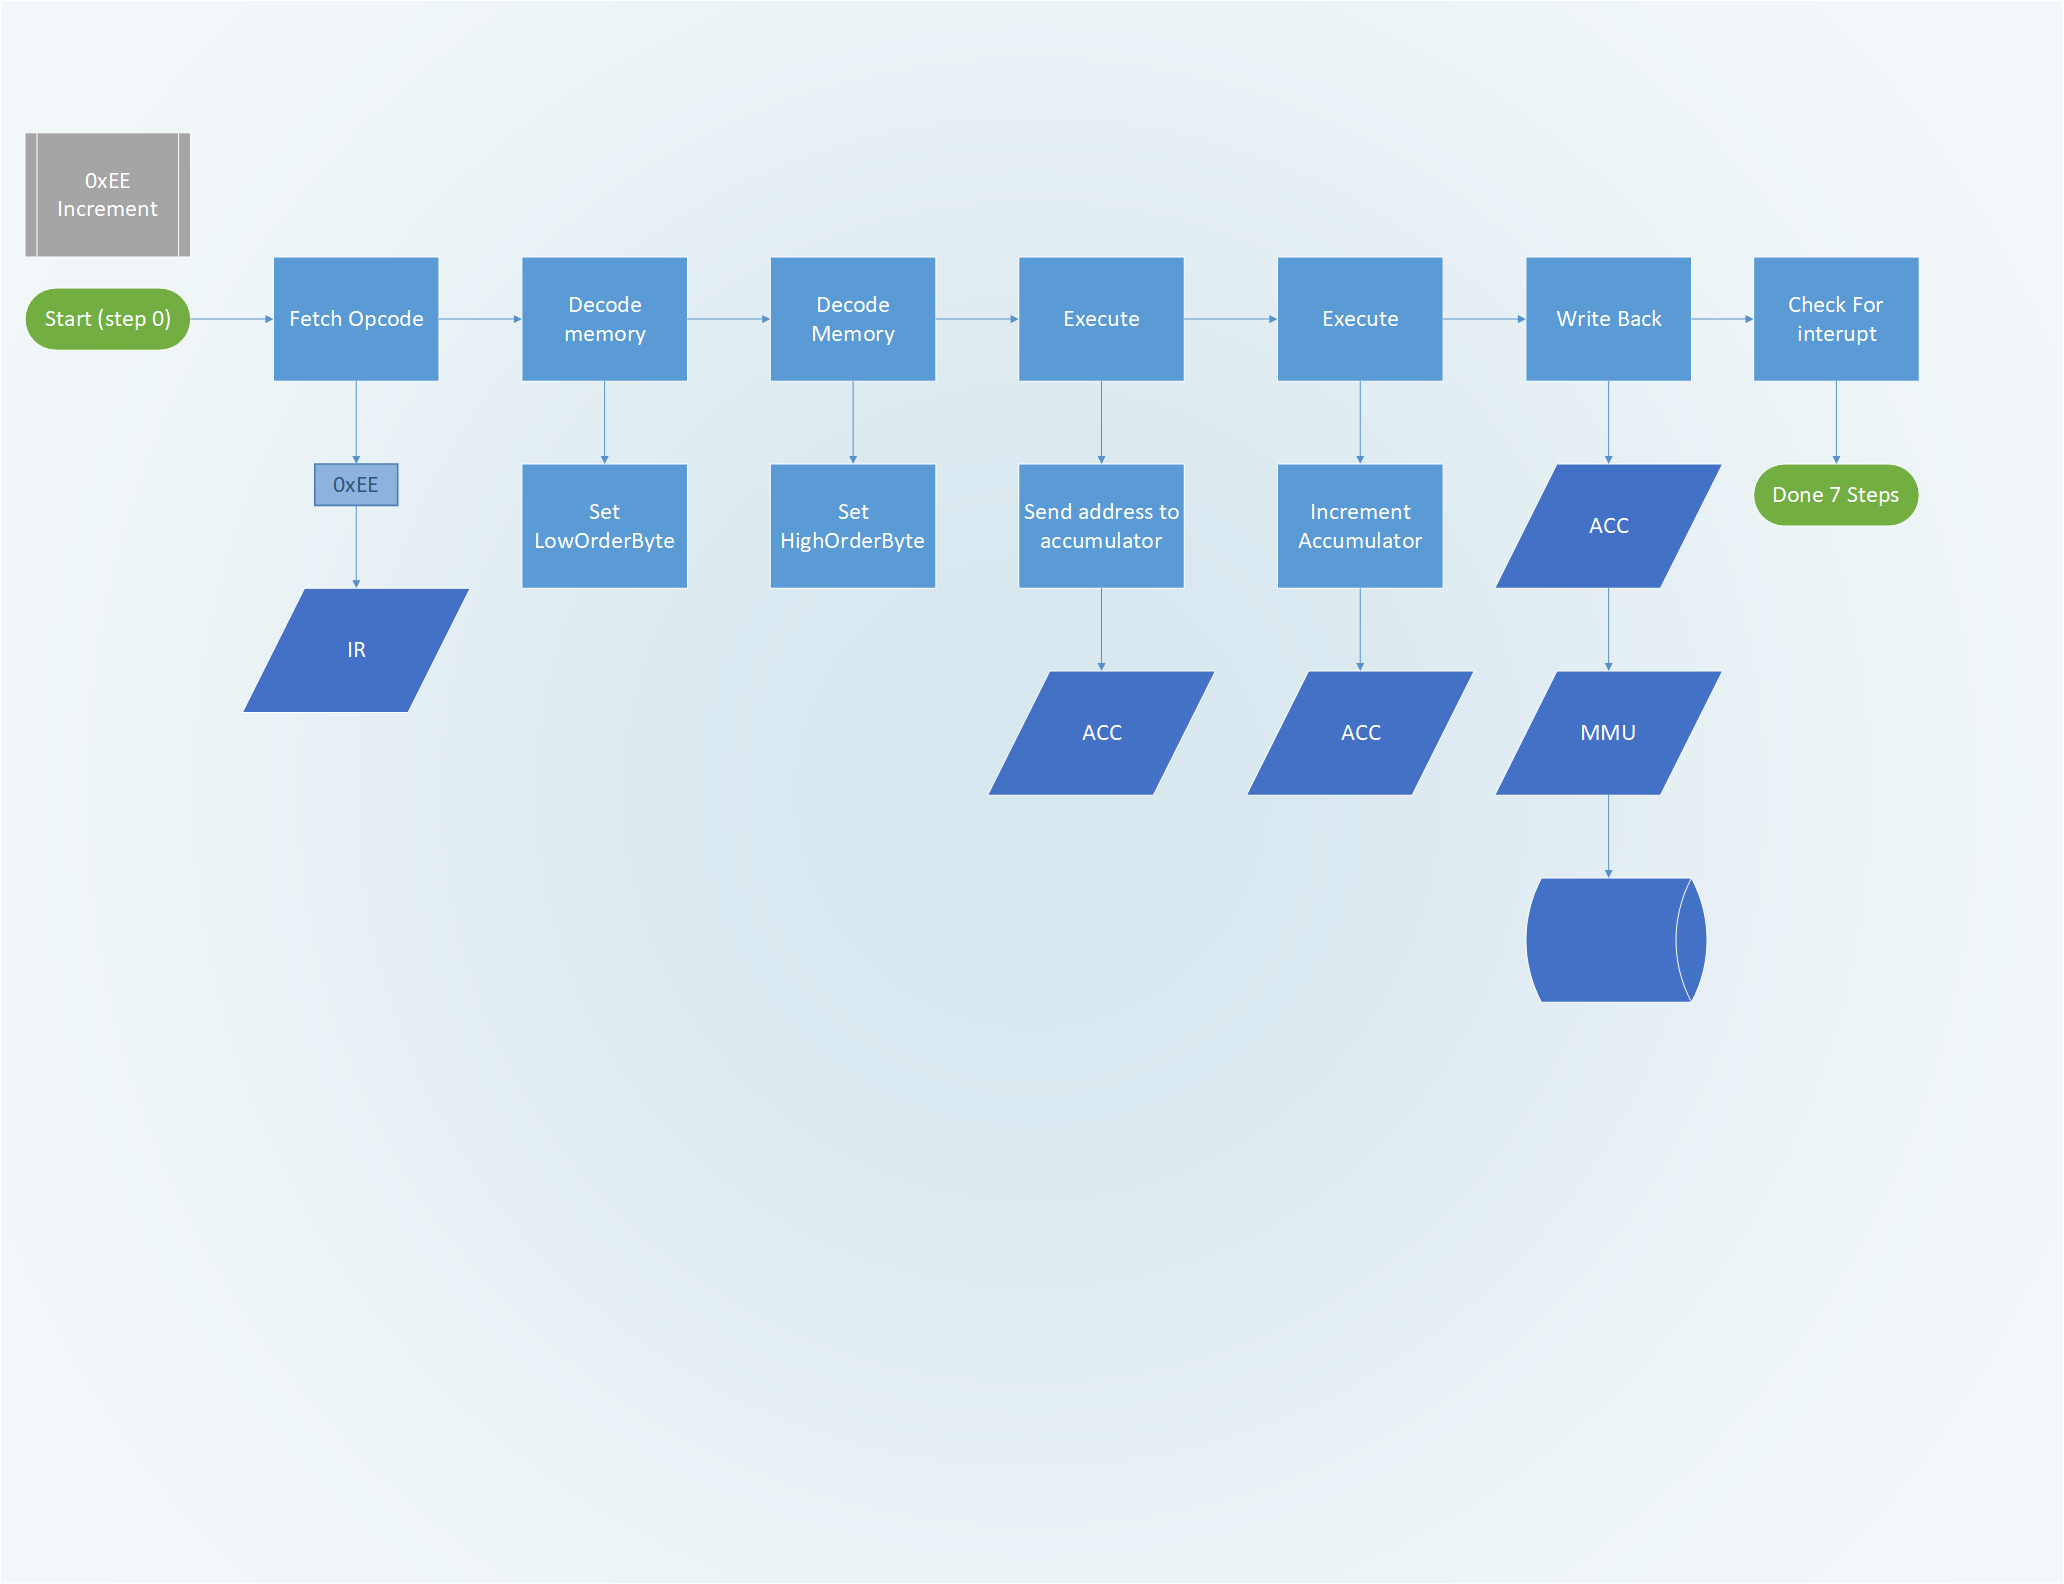 0xEE
Increment
Start (step 0)
Fetch Opcode
Decode
memory
Decode
Memory
Execute
Execute
Write Back
Check For
interupt
0xEE
Set
LowOrderByte
Set
HighOrderByte
Send address to
accumulator
Increment
Accumulator
ACC
Done 7 Steps
IR
ACC
ACC
MMU